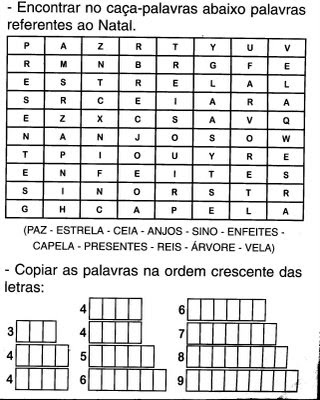 - Encontrar no caça-palavras abaixo palavras
referentes ao Natal.
P A Z R T Y U V
R M N B R G F E
E S T R E L A L
S R C E I A R A
E Z X C S A V Q
N A N J O S O W
T P I O U Y R E
E N F E I T E S
S I N O R S T R
G H C A P E L A
(PAZ - ESTRELA - CEIA - ANJOS - SINO - ENFEITES -
CAPELA - PRESENTES - REIS - ÁRVORE - VELA)
- Copiar as palavras na ordem crescente das
letras:
3
4
4
4
4
5
6
6
7
8
9